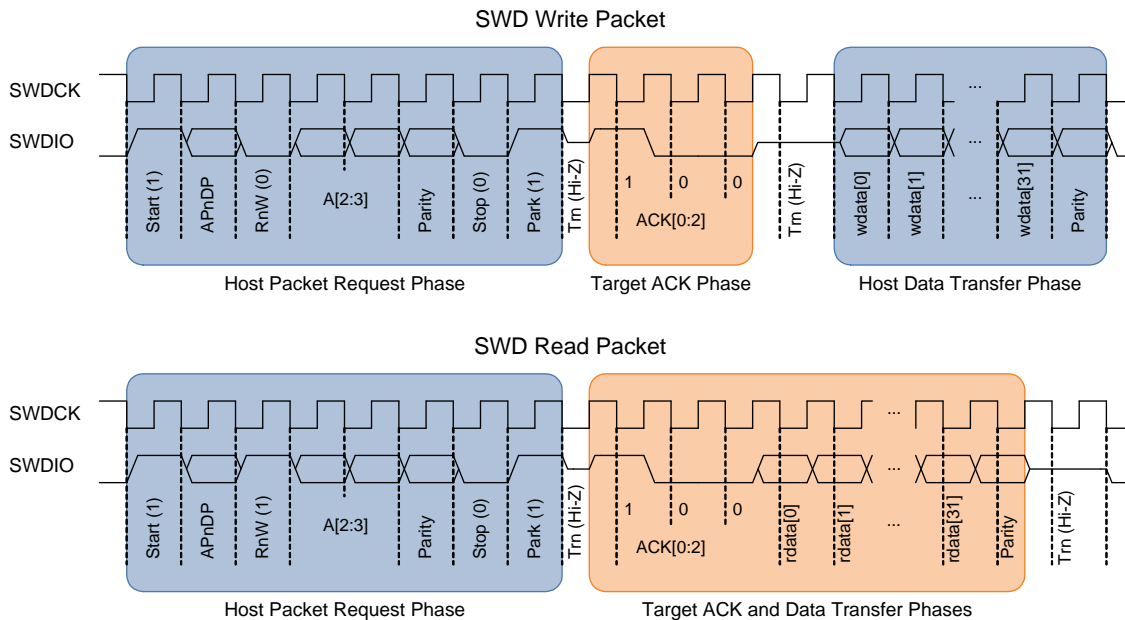 SWD Write Packet
SWDCK
...
SWDIO
...
Start (1) APnDP RnW (0) A[2:3] Parity Stop (0) Park (1) Trn (Hi-Z) 1 0 0 Trn (Hi-Z) wdata[0] wdata[1] ... wdata[31] Parity
ACK[0:2]
Host Packet Request Phase Target ACK Phase Host Data Transfer Phase
SWD Read Packet
SWDCK
...
SWDIO
...
Start (1) APnDP RnW (1) A[2:3] Parity Stop (0) Park (1) Trn (Hi-Z) 1 0 0 rdata[0] rdata[1] ... rdata[31] Parity Trn (Hi-Z)
ACK[0:2]
Host Packet Request Phase Target ACK and Data Transfer Phases